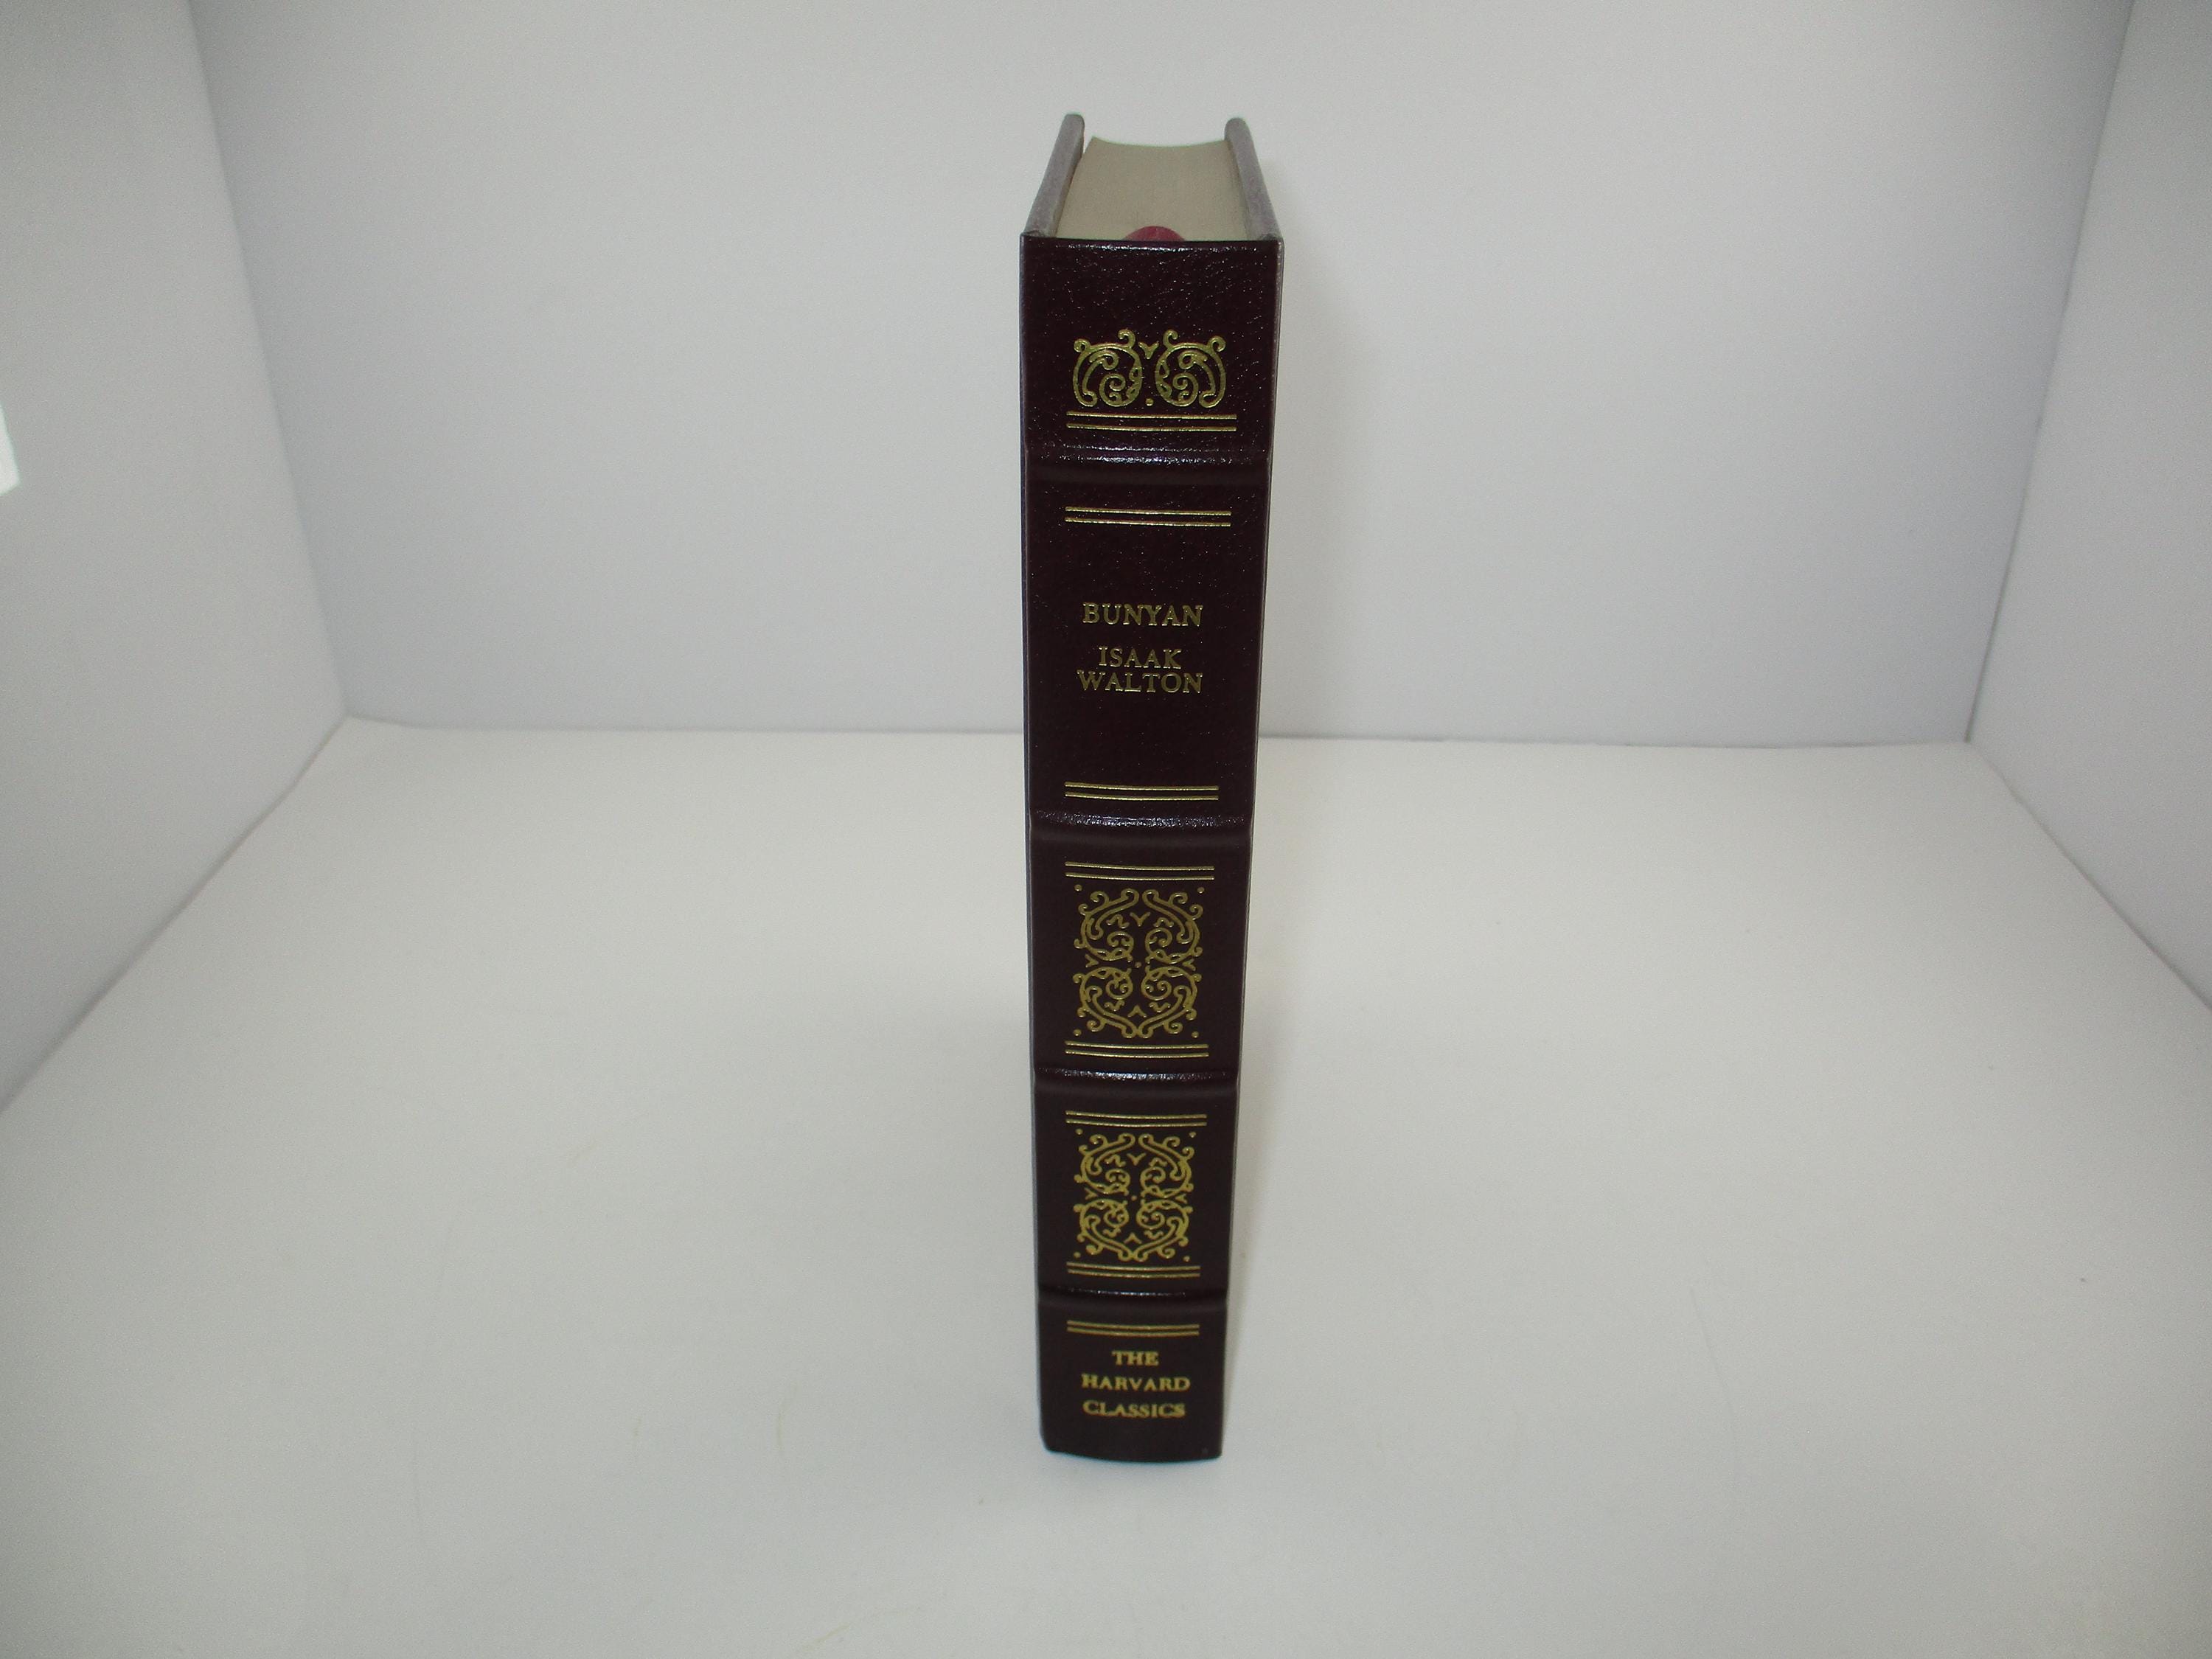 BUNYAN
ISAAK
WALTON
THE
HARVARD
CLASSICS